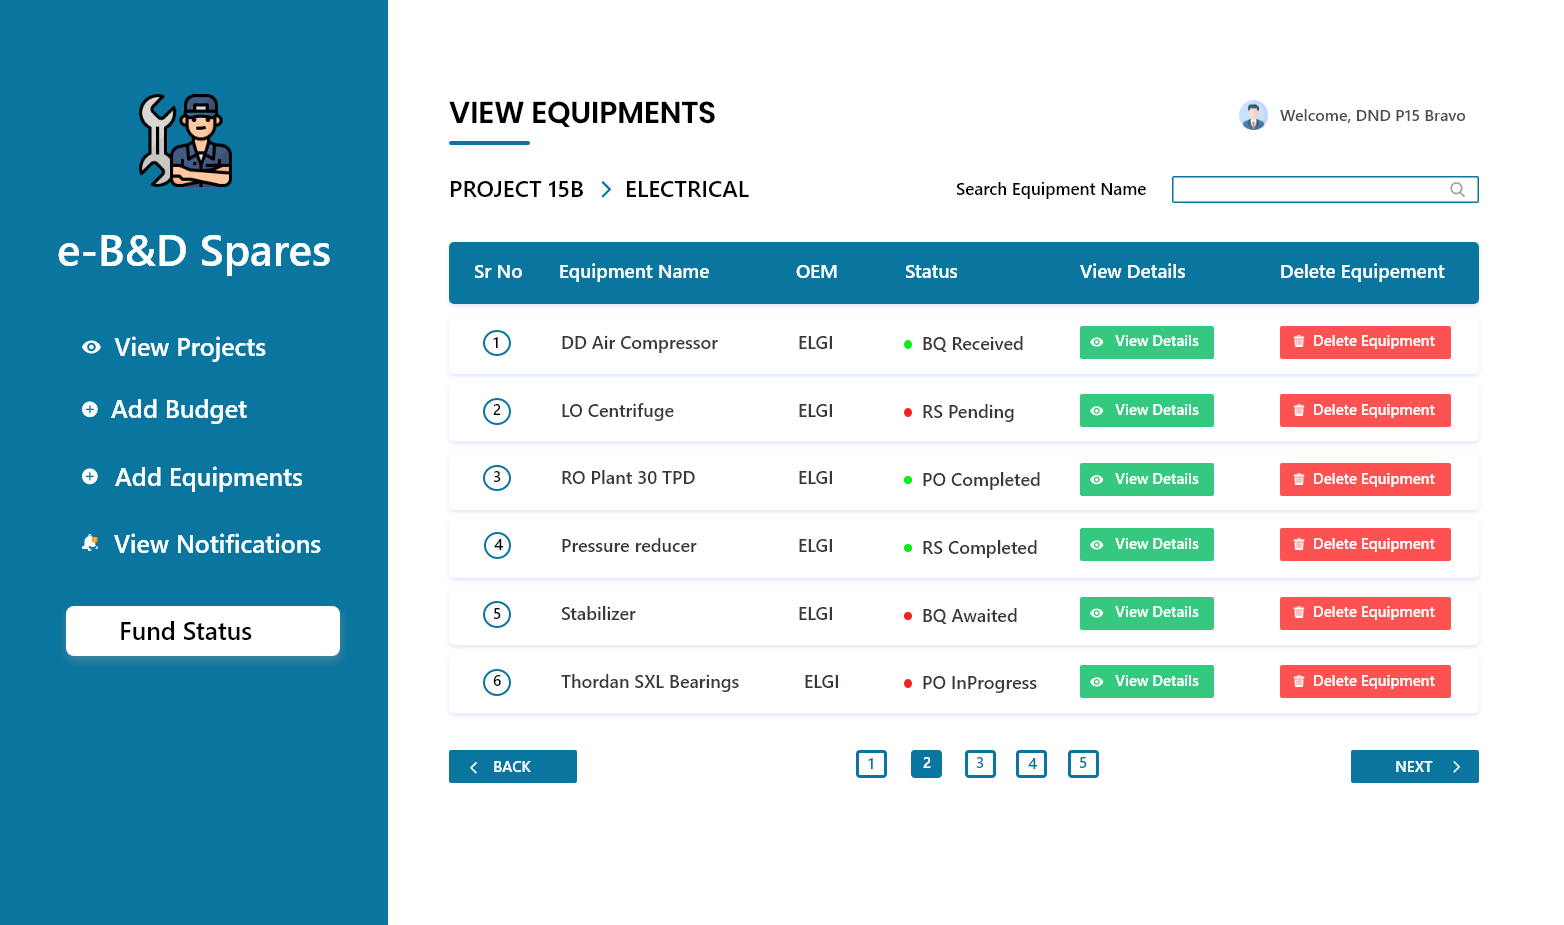 e-B&D Spares
View Projects
Add Budget
Add Equipments
View Notifications
Fund Status
VIEW EQUIPMENTS
Welcome, DND P15 Bravo
PROJECT 15B > ELECTRICAL
Search Equipment Name
Sr No Equipment Name OEM Status View Details Delete Equipement
1 DD Air Compressor ELGI BQ Received View Details Delete Equipment
2 LO Centrifuge ELGI RS Pending View Details Delete Equipment
3 RO Plant 30 TPD ELGI PO Completed View Details Delete Equipment
4 Pressure reducer ELGI RS Completed View Details Delete Equipment
5 Stabilizer ELGI BQ Awaited View Details Delete Equipment
6 Thordan SXL Bearings ELGI PO InProgress View Details Delete Equipment
BACK 1 2 3 4 5 NEXT